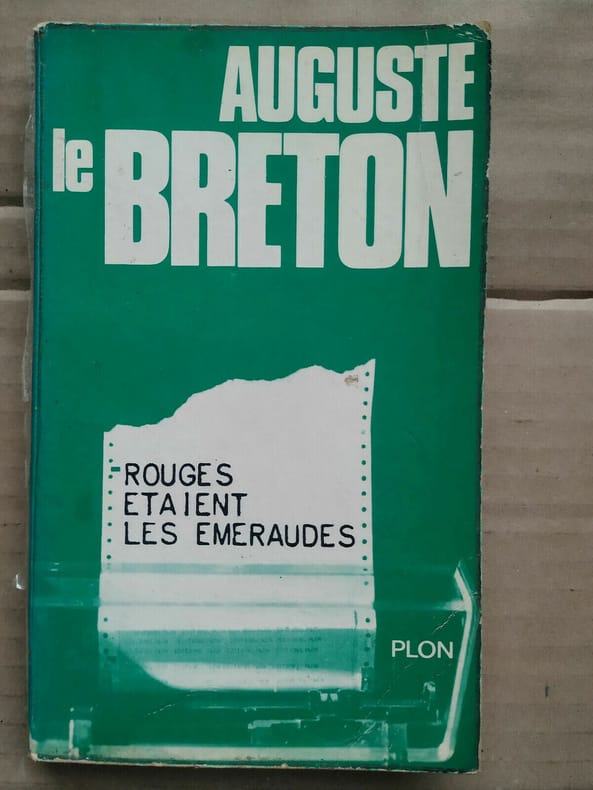 AUGUSTE
le BRETON
ROUGES
ETAIENT
LES EMERAUDES
PLON